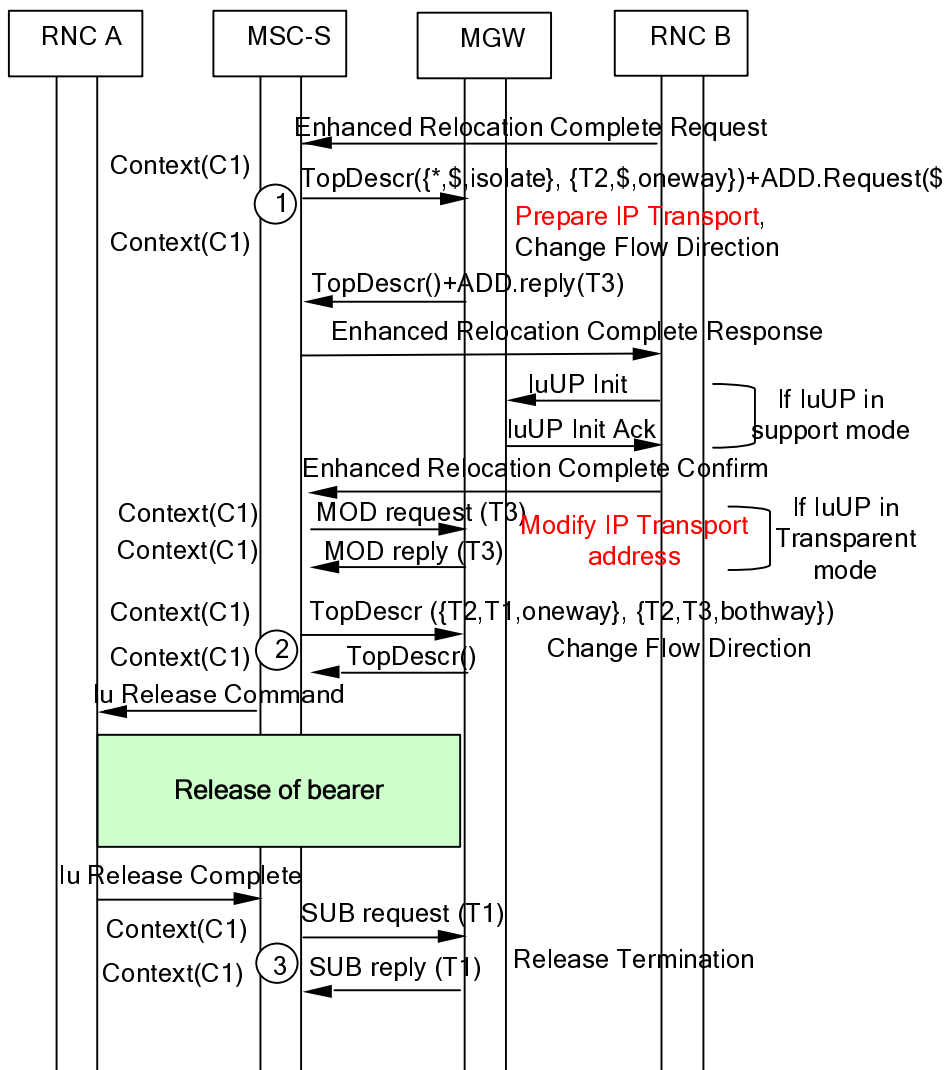 RNC A
MSC-S
MGW
RNC B
Enhanced Relocation Complete Request
Context(C1)
TopDescr({*,$,isolate}, {T2,$,oneway})+ADD.Request($
1
Prepare IP Transport,
Context(C1)
Change Flow Direction
TopDescr()+ADD.reply(T3)
Enhanced Relocation Complete Response
IuUP Init
If IuUP in
support mode
IuUP Init Ack
Enhanced Relocation Complete Confirm
Context(C1)
MOD request (T3)
Modify IP Transport
address
If IuUP in
Transparent
mode
Context(C1)
MOD reply (T3)
Context(C1)
TopDescr ({T2,T1,oneway}, {T2,T3,bothway})
2
Change Flow Direction
Context(C1)
TopDescr()
Iu Release Command
Release of bearer
Iu Release Complete
SUB request (T1)
Context(C1)
3
Release Termination
Context(C1)
SUB reply (T1)